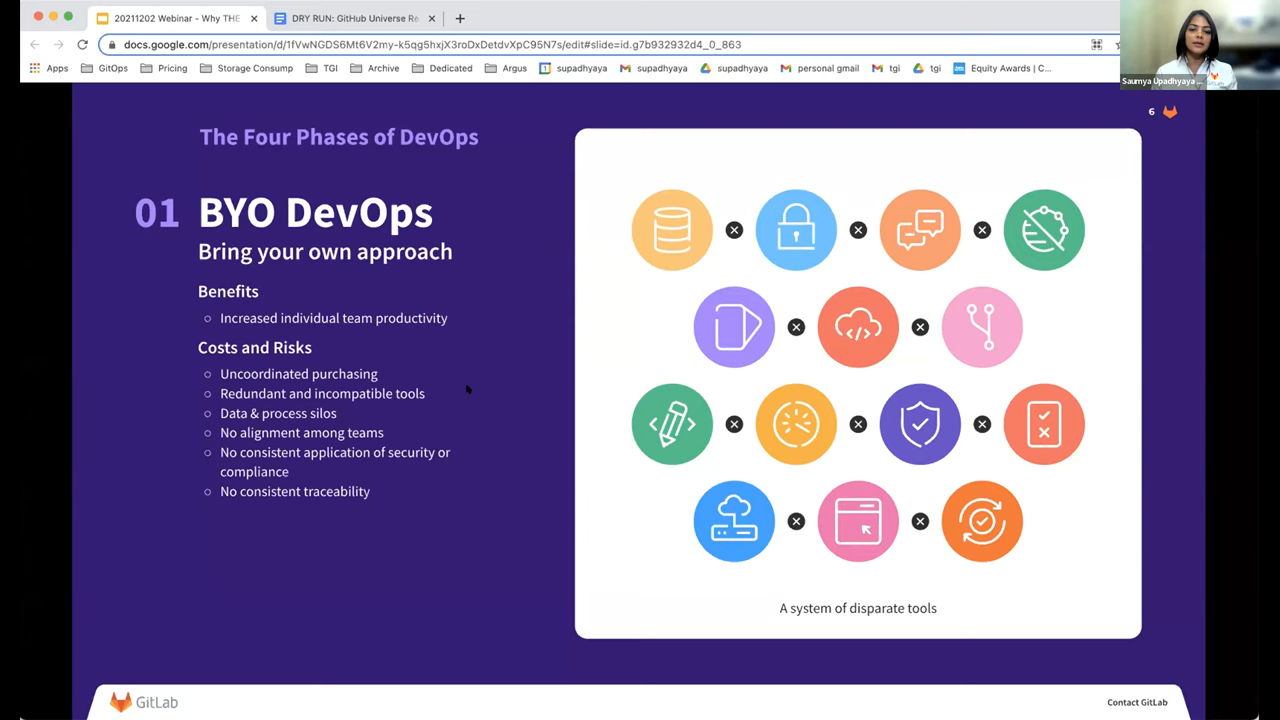 20211202 Webinar - Why THE
DRY RUN: GitHub Universe Re
docs.google.com/presentation/d/1fVwNGDS6Mt6V2my-k5qg5hxjX3roDxDetdvXpC95N7s/edit#slide=id.g7b932932d4_0_863
Apps GitOps Pricing Storage Consump TGI Archive Dedicated Argus supadhyaya supadhyaya supadhyaya personal gmail tgi tgi Equity Awards | C...
Saumya Upadhyaya ...
6
The Four Phases of DevOps
01 BYO DevOps
Bring your own approach
Benefits
Increased individual team productivity
Costs and Risks
Uncoordinated purchasing
Redundant and incompatible tools
Data & process silos
No alignment among teams
No consistent application of security or
compliance
No consistent traceability
A system of disparate tools
GitLab
Contact GitLab